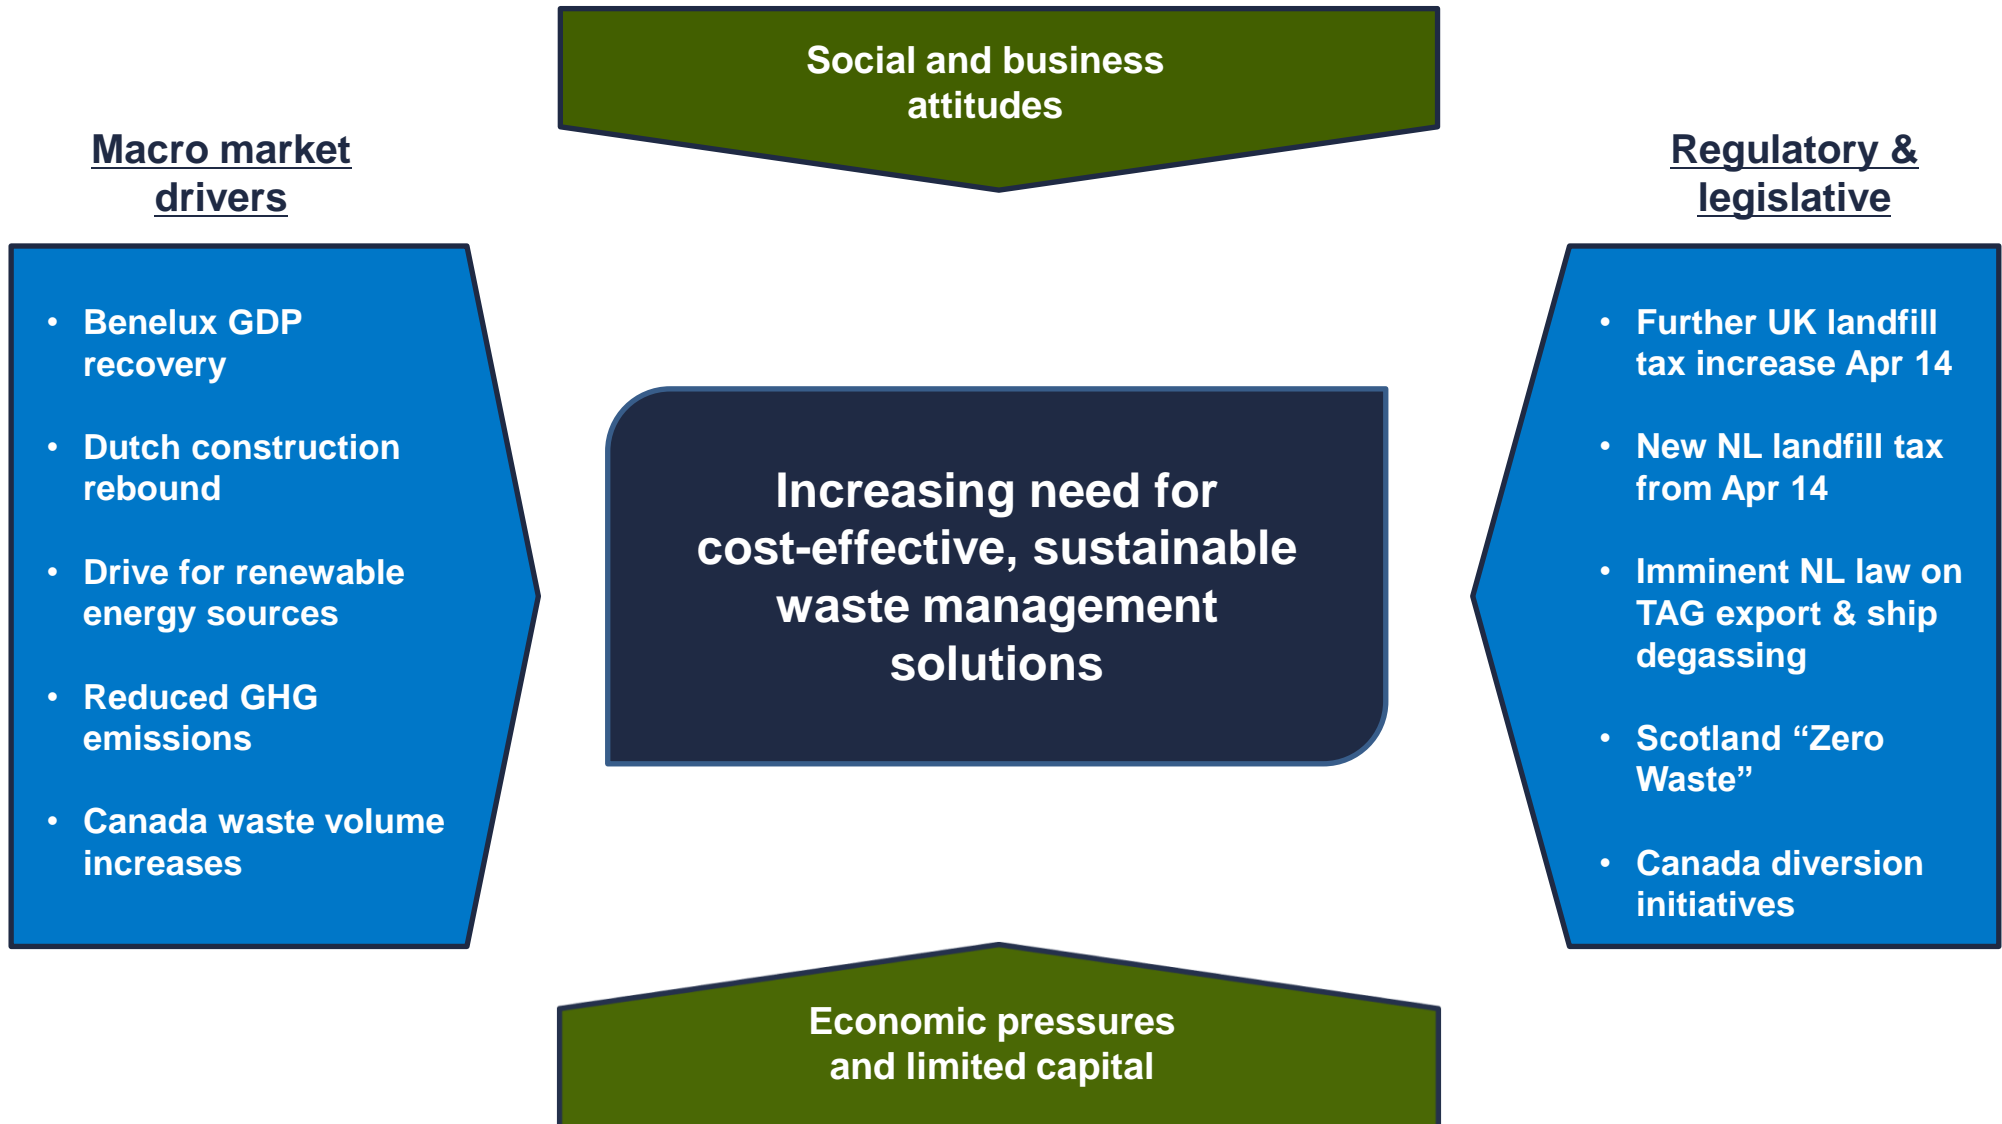 Social and business
attitudes
Macro market
drivers
• Benelux GDP
recovery
• Dutch construction
rebound
• Drive for renewable
energy sources
• Reduced GHG
emissions
• Canada waste volume
increases
Increasing need for
cost-effective, sustainable
waste management
solutions
Regulatory &
legislative
• Further UK landfill
tax increase Apr 14
• New NL landfill tax
from Apr 14
• Imminent NL law on
TAG export & ship
degassing
• Scotland “Zero
Waste”
• Canada diversion
initiatives
Economic pressures
and limited capital